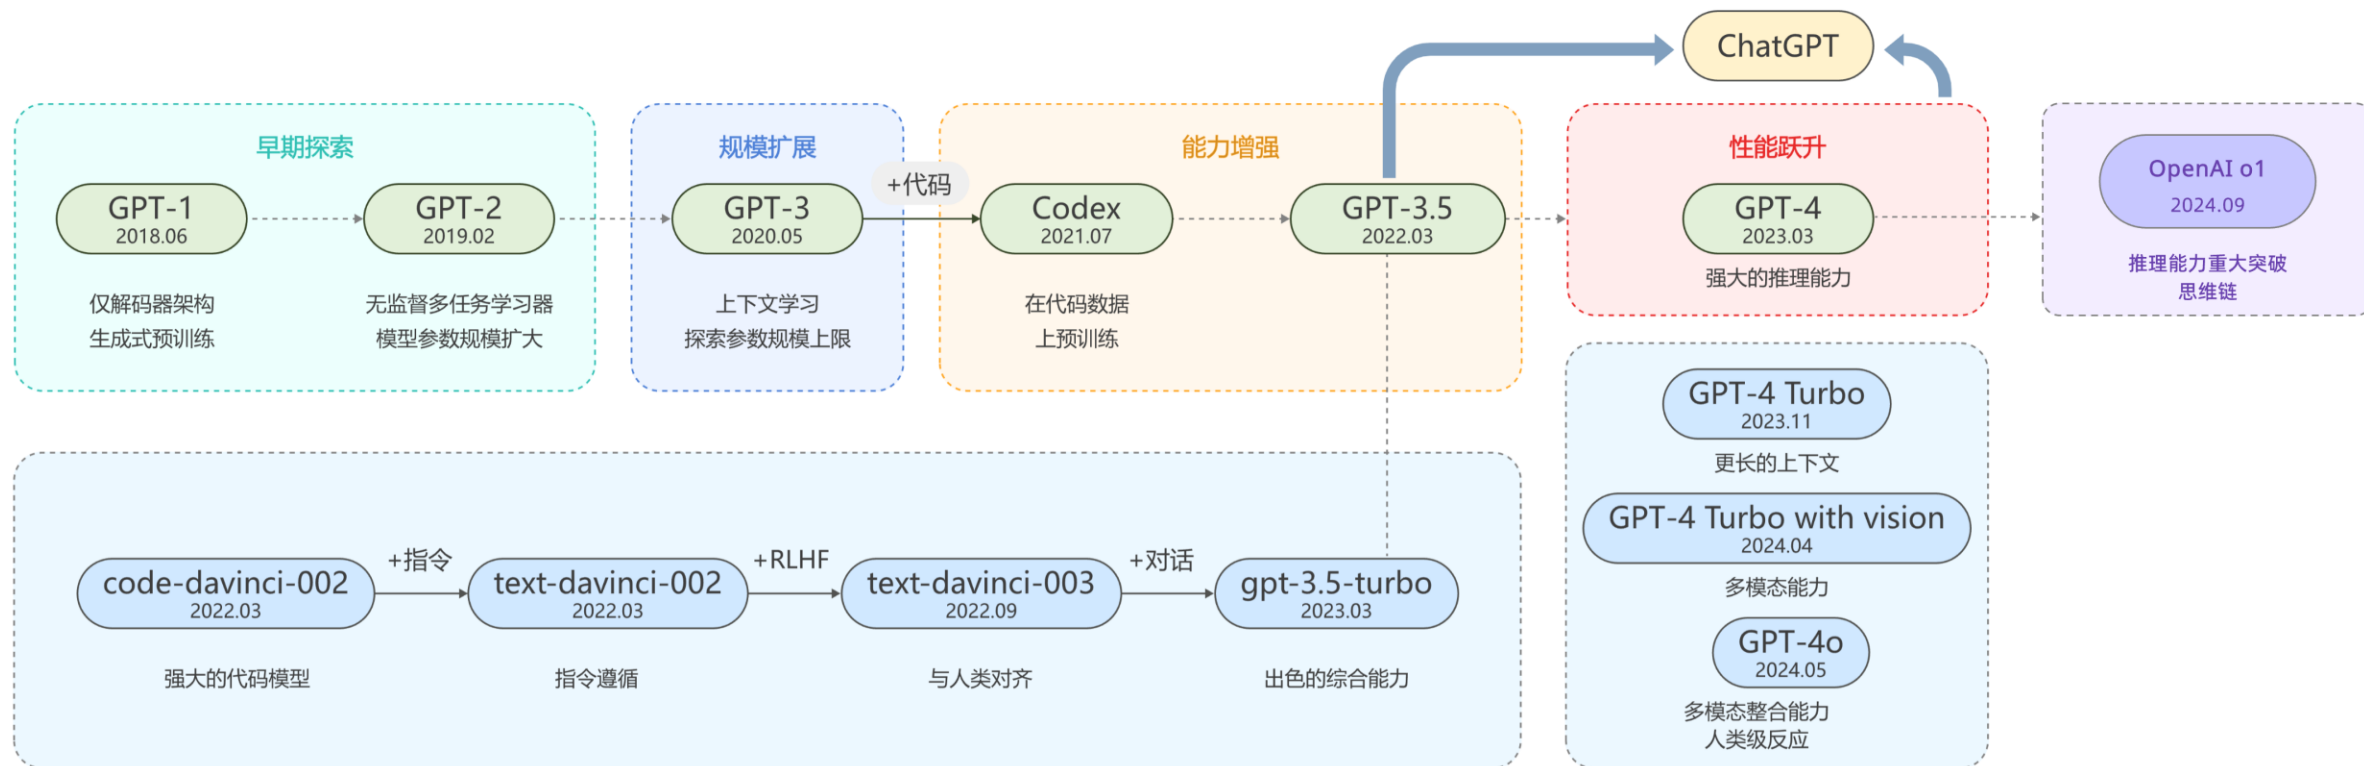 ChatGPT
早期探索
GPT-1
2018.06
仅解码器架构
生成式预训练
GPT-2
2019.02
无监督多任务学习器
模型参数规模扩大
规模扩展
GPT-3
2020.05
上下文学习
探索参数规模上限
+代码
能力增强
Codex
2021.07
在代码数据
上预训练
GPT-3.5
2022.03
性能跃升
GPT-4
2023.03
强大的推理能力
OpenAI o1
2024.09
推理能力重大突破
思维链
code-davinci-002
2022.03
强大的代码模型
+指令
text-davinci-002
2022.03
指令遵循
+RLHF
text-davinci-003
2022.09
与人类对齐
+对话
gpt-3.5-turbo
2023.03
出色的综合能力
GPT-4 Turbo
2023.11
更长的上下文
GPT-4 Turbo with vision
2024.04
多模态能力
GPT-4o
2024.05
多模态整合能力
人类级反应